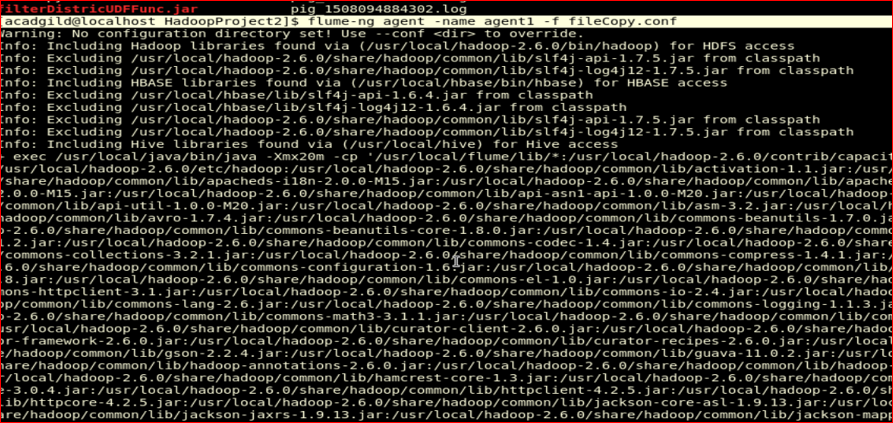 ilterDistricUDFFunc.jar pig_1508094884302.log
acadgild@localhost HadoopProject2]$ flume-ng agent -name agent1 -f fileCopy.conf
arning: No configuration directory set! Use --conf <dir> to override.
nfo: Including Hadoop libraries found via (/usr/local/hadoop-2.6.0/bin/hadoop) for HDFS access
nfo: Excluding /usr/local/hadoop-2.6.0/share/hadoop/common/lib/slf4j-api-1.7.5.jar from classpath
nfo: Excluding /usr/local/hadoop-2.6.0/share/hadoop/common/lib/slf4j-log4j12-1.7.5.jar from classpath
nfo: Including HBASE libraries found via (/usr/local/hbase/bin/hbase) for HBASE access
nfo: Excluding /usr/local/hbase/lib/slf4j-api-1.6.4.jar from classpath
nfo: Excluding /usr/local/hbase/lib/slf4j-log4j12-1.6.4.jar from classpath
nfo: Excluding /usr/local/hadoop-2.6.0/share/hadoop/common/lib/slf4j-api-1.7.5.jar from classpath
nfo: Excluding /usr/local/hadoop-2.6.0/share/hadoop/common/lib/slf4j-log4j12-1.7.5.jar from classpath
nfo: Including Hive libraries found via (/usr/local/hive) for Hive access
exec /usr/local/java/bin/java -Xmx20m -cp '/usr/local/flume/lib/*:/usr/local/hadoop-2.6.0/contrib/capacit
/usr/local/hadoop-2.6.0/etc/hadoop:/usr/local/hadoop-2.6.0/share/hadoop/common/lib/activation-1.1.jar:/usr
/share/hadoop/common/lib/apacheds-i18n-2.0.0-M15.jar:/usr/local/hadoop-2.6.0/share/hadoop/common/lib/apach
2.0.0-M15.jar:/usr/local/hadoop-2.6.0/share/hadoop/common/lib/api-asn1-api-1.0.0-M20.jar:/usr/local/hadoop
/common/lib/api-util-1.0.0-M20.jar:/usr/local/hadoop-2.6.0/share/hadoop/common/lib/asm-3.2.jar:/usr/local/
hadoop/common/lib/avro-1.7.4.jar:/usr/local/hadoop-2.6.0/share/hadoop/common/lib/commons-beanutils-1.7.0.j
p-2.6.0/share/hadoop/common/lib/commons-beanutils-core-1.8.0.jar:/usr/local/hadoop-2.6.0/share/hadoop/comm
1.2.jar:/usr/local/hadoop-2.6.0/share/hadoop/common/lib/commons-codec-1.4.jar:/usr/local/hadoop-2.6.0/share
/commons-collections-3.2.1.jar:/usr/local/hadoop-2.6.0/share/hadoop/common/lib/commons-compress-1.4.1.jar:/
.6.0/share/hadoop/common/lib/commons-configuration-1.6.jar:/usr/local/hadoop-2.6.0/share/hadoop/common/lib/
.8.jar:/usr/local/hadoop-2.6.0/share/hadoop/common/lib/commons-el-1.0.jar:/usr/local/hadoop-2.6.0/share/had
ons-httpclient-3.1.jar:/usr/local/hadoop-2.6.0/share/hadoop/common/lib/commons-io-2.4.jar:/usr/local/hadoo
op/common/lib/commons-lang-2.6.jar:/usr/local/hadoop-2.6.0/share/hadoop/common/lib/commons-logging-1.1.3.ja
p-2.6.0/share/hadoop/common/lib/commons-math3-3.1.1.jar:/usr/local/hadoop-2.6.0/share/hadoop/common/lib/com
usr/local/hadoop-2.6.0/share/hadoop/common/lib/curator-client-2.6.0.jar:/usr/local/hadoop-2.6.0/share/hadoo
or-framework-2.6.0.jar:/usr/local/hadoop-2.6.0/share/hadoop/common/lib/curator-recipes-2.6.0.jar:/usr/local
e/hadoop/common/lib/gson-2.2.4.jar:/usr/local/hadoop-2.6.0/share/hadoop/common/lib/guava-11.0.2.jar:/usr/lo
hare/hadoop/common/lib/hadoop-annotations-2.6.0.jar:/usr/local/hadoop-2.6.0/share/hadoop/common/lib/hadoop-
/local/hadoop-2.6.0/share/hadoop/common/lib/hamcrest-core-1.3.jar:/usr/local/hadoop-2.6.0/share/hadoop/comm
-3.0.4.jar:/usr/local/hadoop-2.6.0/share/hadoop/common/lib/httpclient-4.2.5.jar:/usr/local/hadoop-2.6.0/sh
lib/httpcore-4.2.5.jar:/usr/local/hadoop-2.6.0/share/hadoop/common/lib/jackson-core-asl-1.9.13.jar:/usr/loc
are/hadoop/common/lib/jackson-jaxrs-1.9.13.jar:/usr/local/hadoop-2.6.0/share/hadoop/common/lib/jackson-mapp